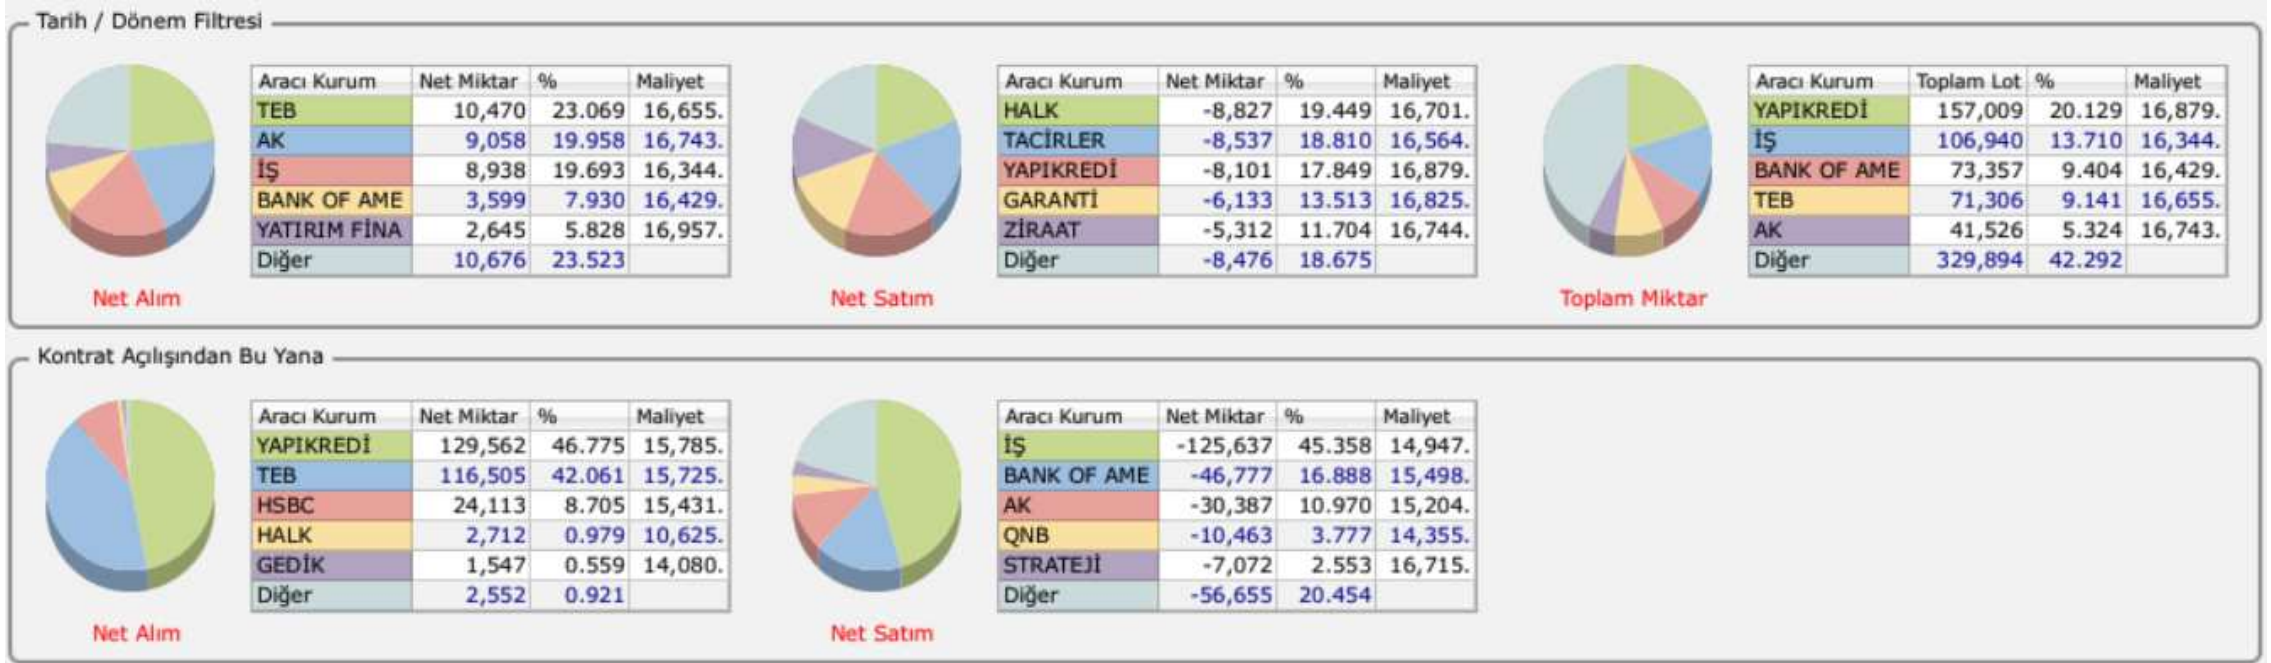 Tarih / Dönem Filtresi
Aracı Kurum Net Miktar % Maliyet
TEB 10,470 23.069 16,655.
AK 9,058 19.958 16,743.
İŞ 8,938 19.693 16,344.
BANK OF AME 3,599 7.930 16,429.
YATIRIM FİNA 2,645 5.828 16,957.
Diğer 10,676 23.523
Net Alım
Aracı Kurum Net Miktar % Maliyet
HALK -8,827 19.449 16,701.
TACİRLER -8,537 18.810 16,564.
YAPIKREDİ -8,101 17.849 16,879.
GARANTİ -6,133 13.513 16,825.
ZİRAAT -5,312 11.704 16,744.
Diğer -8,476 18.675
Net Satım
Aracı Kurum Toplam Lot % Maliyet
YAPIKREDİ 157,009 20.129 16,879.
İŞ 106,940 13.710 16,344.
BANK OF AME 73,357 9.404 16,429.
TEB 71,306 9.141 16,655.
AK 41,526 5.324 16,743.
Diğer 329,894 42.292
Toplam Miktar
Kontrat Açılışından Bu Yana
Aracı Kurum Net Miktar % Maliyet
YAPIKREDİ 129,562 46.775 15,785.
TEB 116,505 42.061 15,725.
HSBC 24,113 8.705 15,431.
HALK 2,712 0.979 10,625.
GEDİK 1,547 0.559 14,080.
Diğer 2,552 0.921
Net Alım
Aracı Kurum Net Miktar % Maliyet
İŞ -125,637 45.358 14,947.
BANK OF AME -46,777 16.888 15,498.
AK -30,387 10.970 15,204.
QNB -10,463 3.777 14,355.
STRATEJİ -7,072 2.553 16,715.
Diğer -56,655 20.454
Net Satım